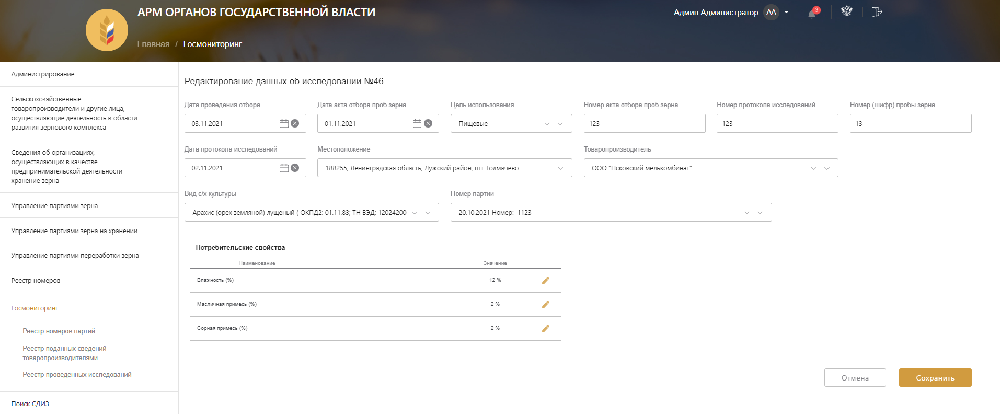 АРМ ОРГАНОВ ГОСУДАРСТВЕННОЙ ВЛАСТИ
Админ Администратор
АА
3
Главная / Госмониторинг
Администрирование
Сельскохозяйственные
товаропроизводители и другие лица,
осуществляющие деятельность в области
развития зернового комплекса
Сведения об организациях,
осуществляющих в качестве
предпринимательской деятельности
хранение зерна
Управление партиями зерна
Управление партиями зерна на хранении
Управление партиями переработки зерна
Реестр номеров
Госмониторинг
Реестр номеров партий
Реестр поданных сведений
товаропроизводителями
Реестр проведенных исследований
Поиск СДИЗ
Редактирование данных об исследовании №46
Дата проведения отбора
03.11.2021
Дата акта отбора проб зерна
01.11.2021
Цель использования
Пищевые
Номер акта отбора проб зерна
123
Номер протокола исследований
123
Номер (шифр) пробы зерна
13
Дата протокола исследований
02.11.2021
Местоположение
188255, Ленинградская область, Лужский район, пгт Толмачево
Товаропроизводитель
ООО "Псковский мелькомбинат"
Вид с/х культуры
Арахис (орех земляной) лущеный ( ОКПД2: 01.11.83; ТН ВЭД: 12024200
Номер партии
20.10.2021 Номер: 1123
Потребительские свойства
Наименование Значение
Влажность (%) 12 %
Масличная примесь (%) 2 %
Сорная примесь (%) 2 %
Отмена
Сохранить